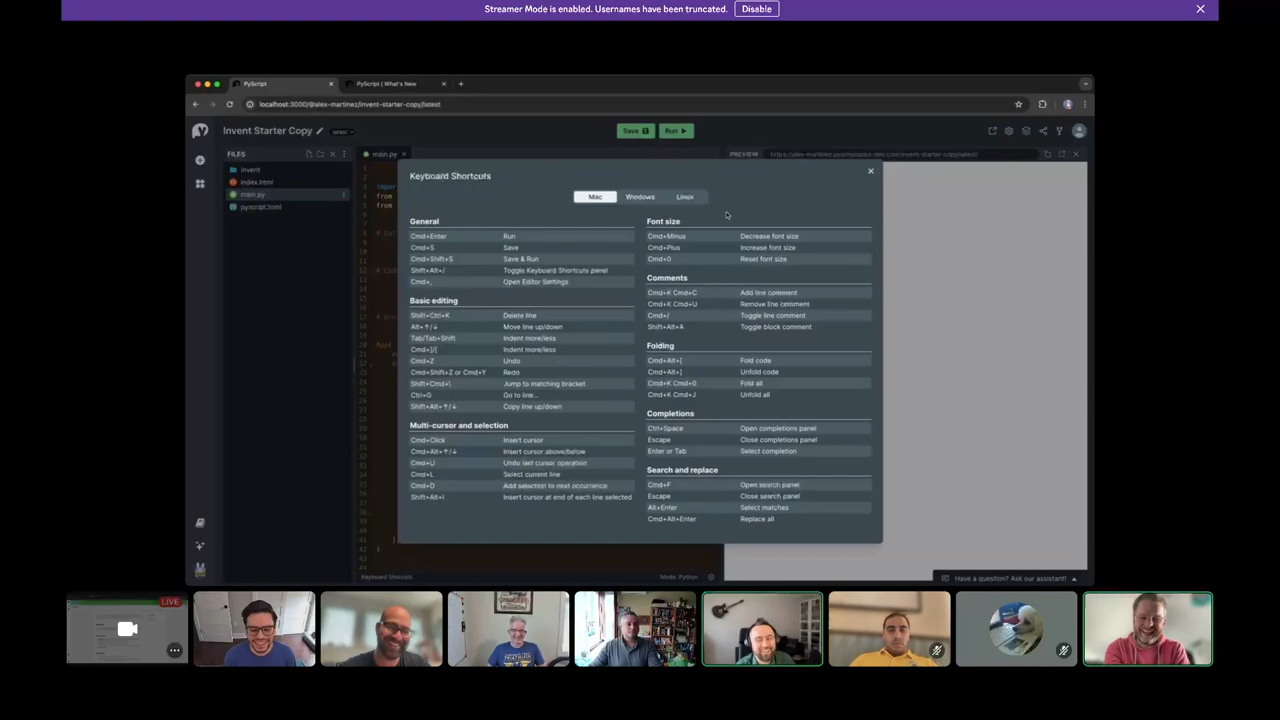 Streamer Mode is enabled. Usernames have been truncated. Disable
PyScript
PyScript | What's New
localhost:3000/@alex-martinez/invent-starter-copy/latest
Invent Starter Copy
latest
Save
Run
FILES
invent
index.html
main.py
pyscript.toml
main.py
PREVIEW
Keyboard Shortcuts
Mac Windows Linux
General
Cmd+Enter Run
Cmd+S Save
Cmd+Shift+S Save & Run
Shift+Alt+/ Toggle Keyboard Shortcuts panel
Cmd+, Open Editor Settings
Basic editing
Shift+Ctrl+K Delete line
Alt+↑/↓ Move line up/down
Tab/Tab+Shift Indent more/less
Cmd+]/[ Indent more/less
Cmd+Z Undo
Cmd+Shift+Z or Cmd+Y Redo
Shift+Cmd+\ Jump to matching bracket
Ctrl+G Go to line...
Shift+Alt+↑/↓ Copy line up/down
Multi-cursor and selection
Cmd+Click Insert cursor
Cmd+Alt+↑/↓ Insert cursor above/below
Cmd+U Undo last cursor operation
Cmd+L Select current line
Cmd+D Add selection to next occurrence
Shift+Alt+I Insert cursor at end of each line selected
Font size
Cmd+Minus Decrease font size
Cmd+Plus Increase font size
Cmd+0 Reset font size
Comments
Cmd+K Cmd+C Add line comment
Cmd+K Cmd+U Remove line comment
Cmd+/ Toggle line comment
Shift+Alt+A Toggle block comment
Folding
Cmd+Alt+[ Fold code
Cmd+Alt+] Unfold code
Cmd+K Cmd+0 Fold all
Cmd+K Cmd+J Unfold all
Completions
Ctrl+Space Open completions panel
Escape Close completions panel
Enter or Tab Select completion
Search and replace
Cmd+F Open search panel
Escape Close search panel
Alt+Enter Select matches
Cmd+Alt+Enter Replace all
from
from
Keyboard Shortcuts
Mode: Python
Have a question? Ask our assistant!
LIVE